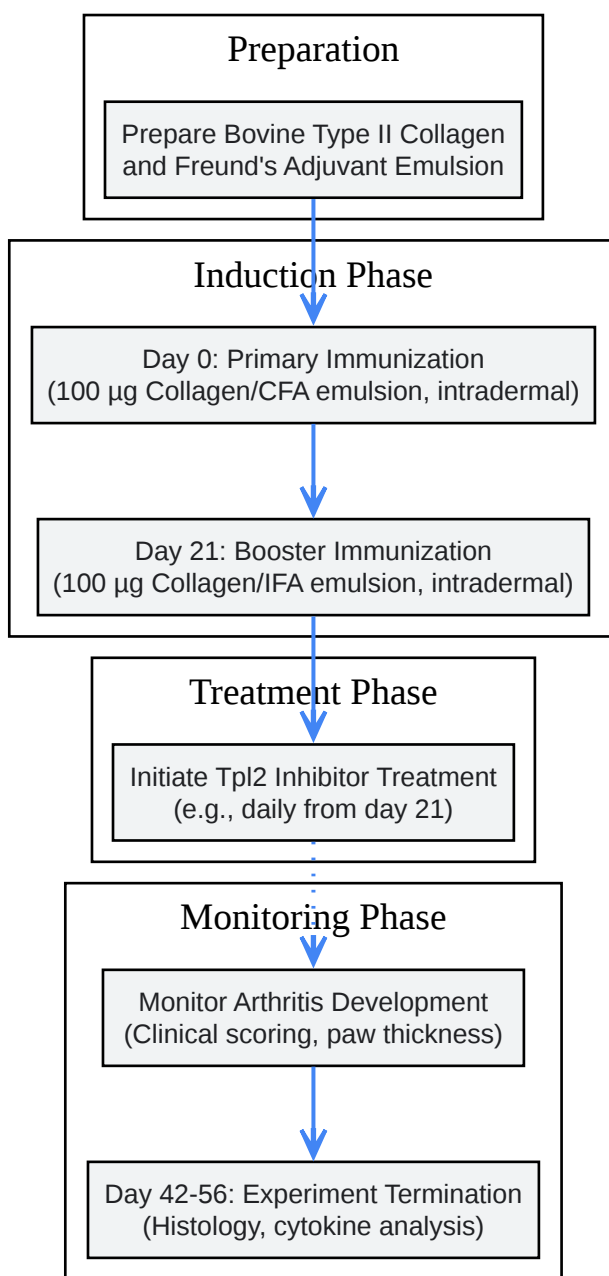 Preparation
Prepare Bovine Type II Collagen
and Freund's Adjuvant Emulsion
Induction Phase
Day 0: Primary Immunization
(100 µg Collagen/CFA emulsion, intradermal)
Day 21: Booster Immunization
(100 µg Collagen/IFA emulsion, intradermal)
Treatment Phase
Initiate Tpl2 Inhibitor Treatment
(e.g., daily from day 21)
Monitoring Phase
Monitor Arthritis Development
(Clinical scoring, paw thickness)
Day 42-56: Experiment Termination
(Histology, cytokine analysis)